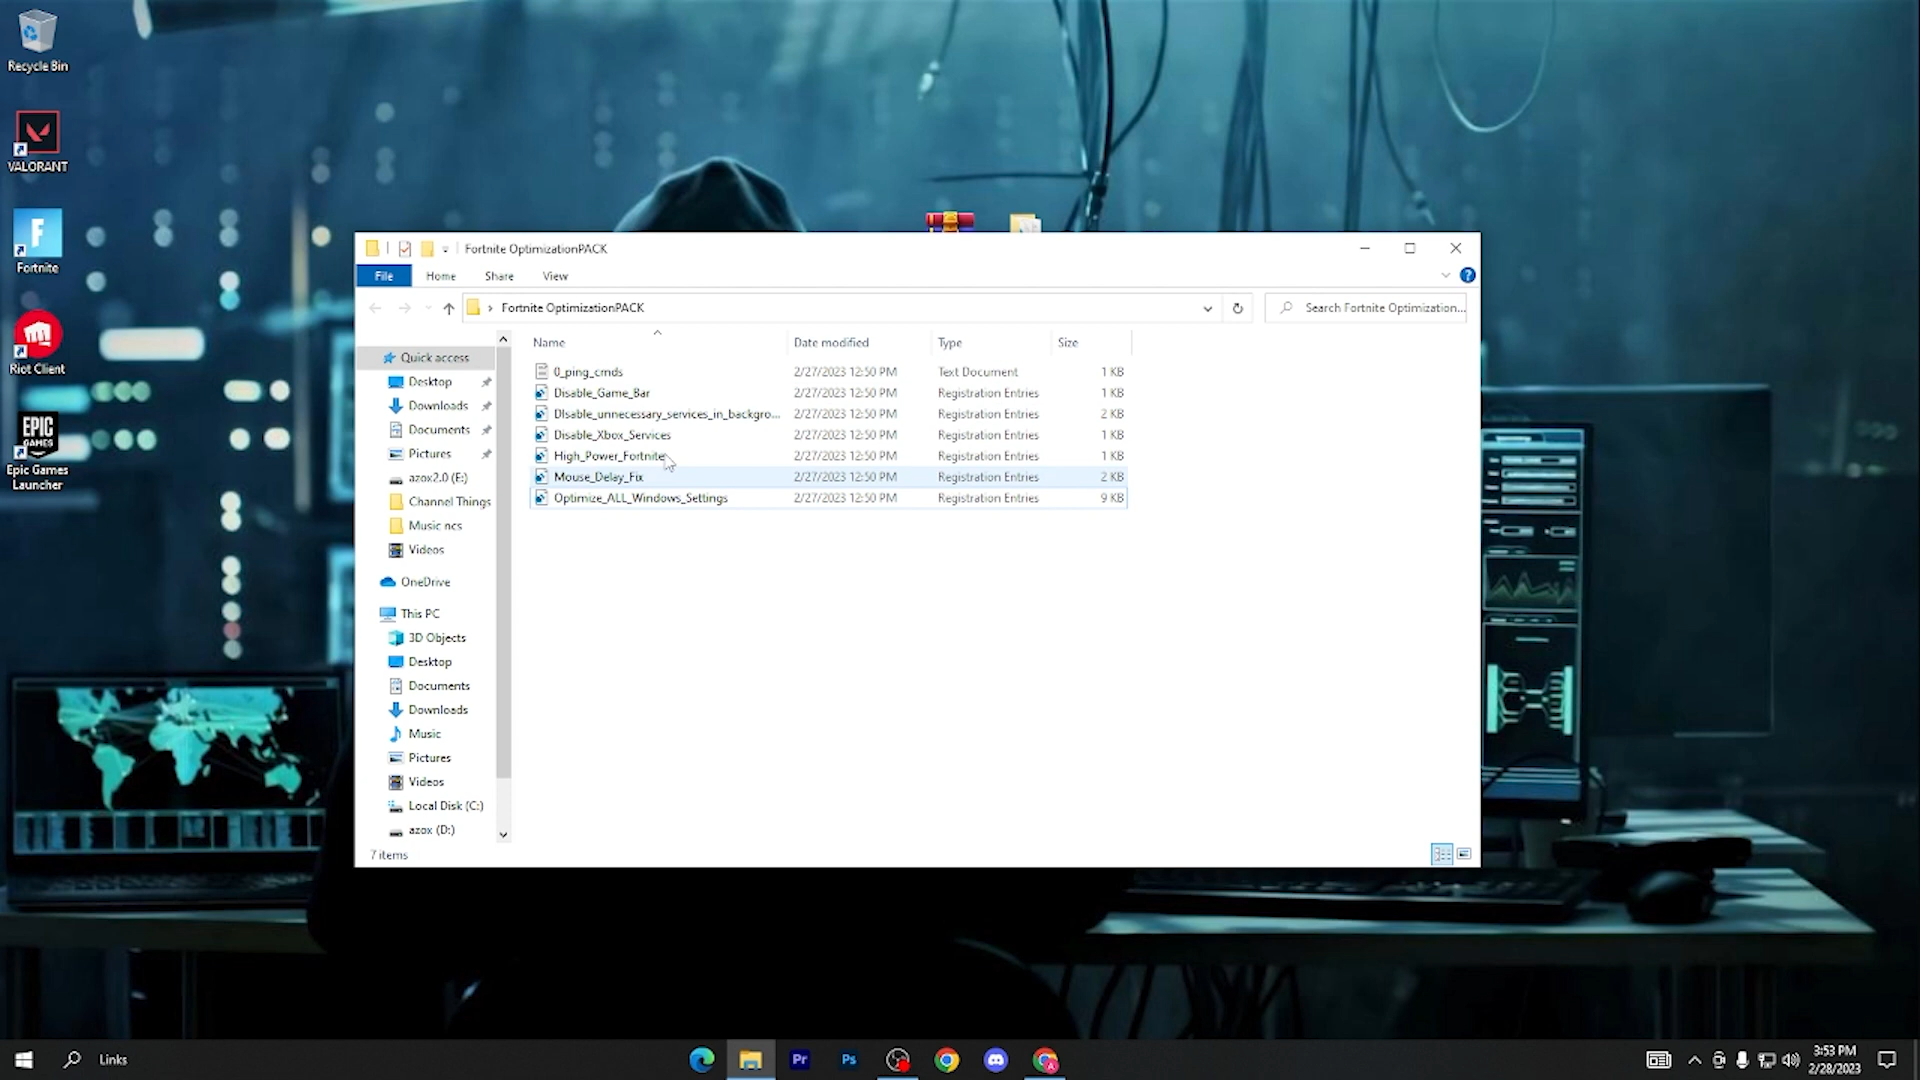 Recycle Bin
VALORANT
F
Fortnite
Riot Client
EPIC
GAMES
Epic Games
Launcher
Fortnite OptimizationPACK
File Home Share View
?
Fortnite OptimizationPACK
Search Fortnite Optimization...
Name Date modified Type Size
0_ping_cmds 2/27/2023 12:50 PM Text Document 1 KB
Disable_Game_Bar 2/27/2023 12:50 PM Registration Entries 1 KB
DIsable_unnecessary_services_in_backgro... 2/27/2023 12:50 PM Registration Entries 2 KB
Disable_Xbox_Services 2/27/2023 12:50 PM Registration Entries 1 KB
High_Power_Fortnite 2/27/2023 12:50 PM Registration Entries 1 KB
Mouse_Delay_Fix 2/27/2023 12:50 PM Registration Entries 2 KB
Optimize_ALL_Windows_Settings 2/27/2023 12:50 PM Registration Entries 9 KB
Quick access
Desktop
Downloads
Documents
Pictures
azox2.0 (E:)
Channel Things
Music ncs
Videos
OneDrive
This PC
3D Objects
Desktop
Documents
Downloads
Music
Pictures
Videos
Local Disk (C:)
azox (D:)
7 items
Links
Pr
Ps
A
3:53 PM
2/28/2023